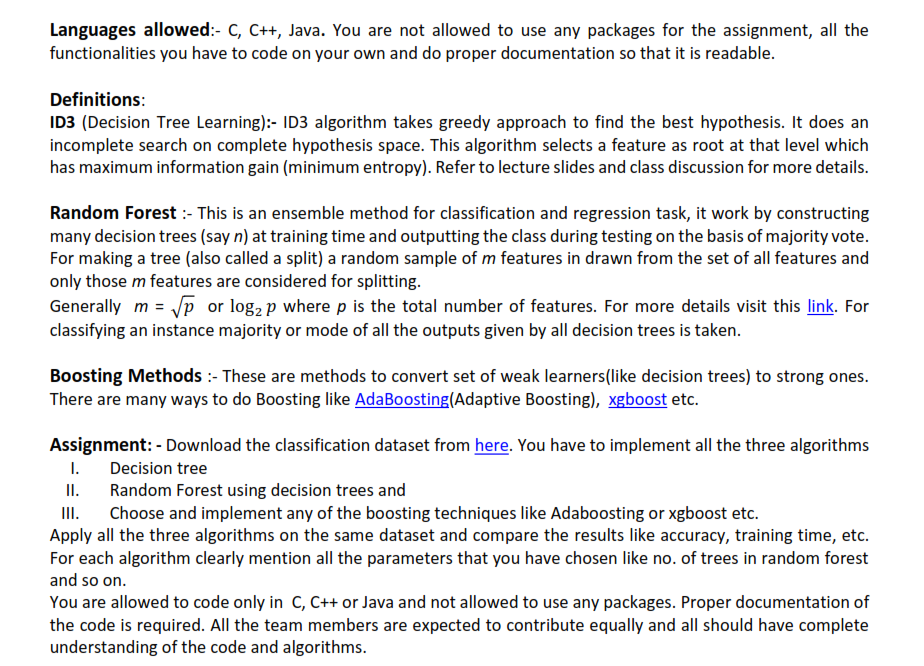 Languages allowed:- C, C++, Java. You are not allowed to use any packages for the assignment, all the
functionalities you have to code on your own and do proper documentation so that it is readable.
Definitions:
ID3 (Decision Tree Learning):- ID3 algorithm takes greedy approach to find the best hypothesis. It does an
incomplete search on complete hypothesis space. This algorithm selects a feature as root at that level which
has maximum information gain (minimum entropy). Refer to lecture slides and class discussion for more details.
Random Forest :- This is an ensemble method for classification and regression task, it work by constructing
many decision trees (say n) at training time and outputting the class during testing on the basis of majority vote.
For making a tree (also called a split) a random sample of m features in drawn from the set of all features and
only those m features are considered for splitting.
Generally m = √p or log₂ p where p is the total number of features. For more details visit this link. For
classifying an instance majority or mode of all the outputs given by all decision trees is taken.
Boosting Methods :- These are methods to convert set of weak learners(like decision trees) to strong ones.
There are many ways to do Boosting like AdaBoosting(Adaptive Boosting), xgboost etc.
Assignment: - Download the classification dataset from here. You have to implement all the three algorithms
I. Decision tree
II. Random Forest using decision trees and
III. Choose and implement any of the boosting techniques like Adaboosting or xgboost etc.
Apply all the three algorithms on the same dataset and compare the results like accuracy, training time, etc.
For each algorithm clearly mention all the parameters that you have chosen like no. of trees in random forest
and so on.
You are allowed to code only in C, C++ or Java and not allowed to use any packages. Proper documentation of
the code is required. All the team members are expected to contribute equally and all should have complete
understanding of the code and algorithms.